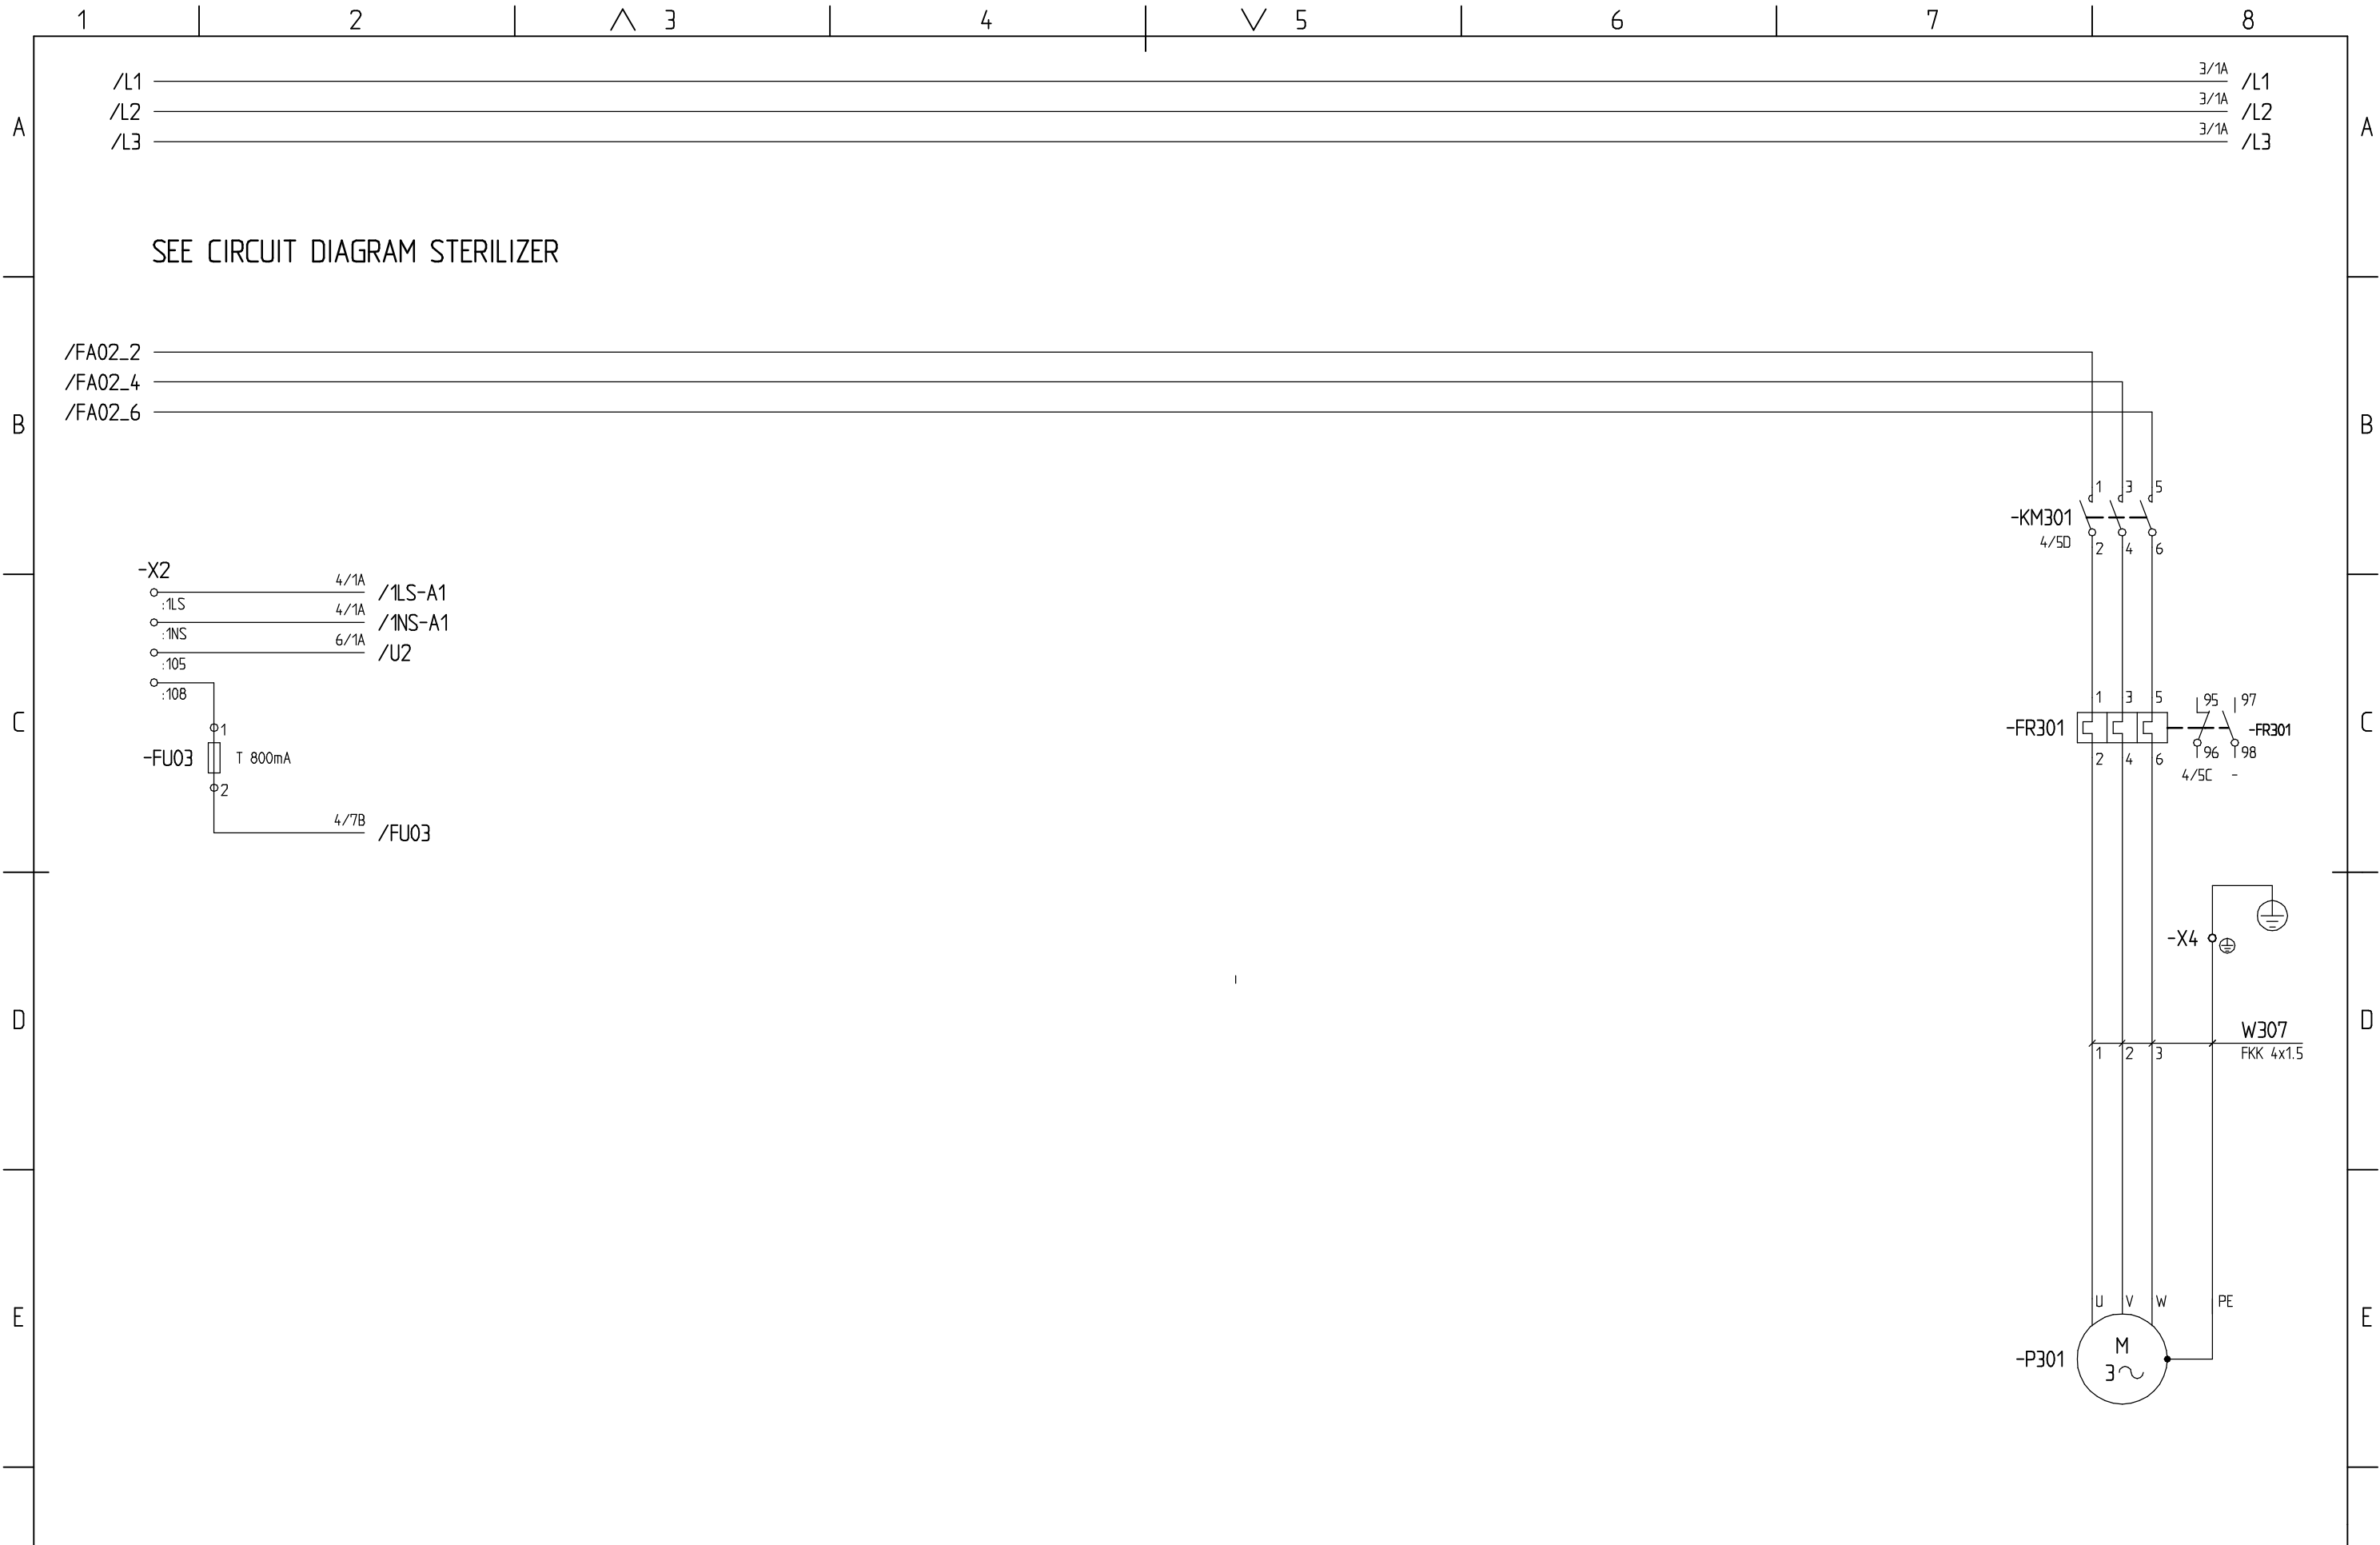 1 2 3 4 5 6 7 8
/L1 3/1A /L1
/L2 3/1A /L2
/L3 3/1A /L3
A A
SEE CIRCUIT DIAGRAM STERILIZER
/FA02_2
/FA02_4
/FA02_6
B B
1 3 5
-KM301
4/5D
2 4 6
-X2
4/1A /1LS-A1
:1LS
4/1A /1NS-A1
:1NS
6/1A /U2
:105
:108
1 3 5 95 97
C 1 -FR301 -FR301 C
-FU03 T 800mA
2 4 6 96 98
4/5C -
2
4/7B /FU03
-X4
D D
W307
1 2 3 FKK 4x1.5
U V W PE
E E
M
-P301
3~